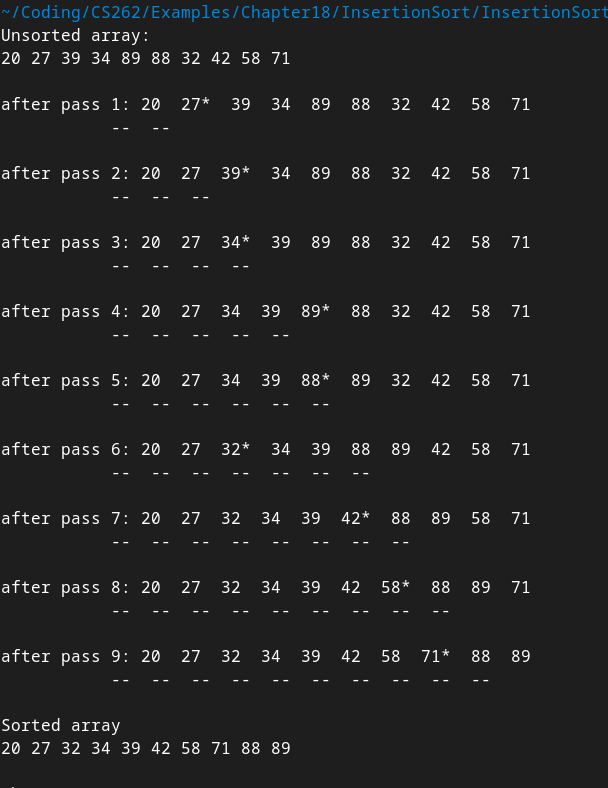 ~/Coding/CS262/Examples/Chapter18/InsertionSort/InsertionSort
Unsorted array:
20 27 39 34 89 88 32 42 58 71
after pass 1: 20  27*  39  34  89  88  32  42  58  71
           --  --
after pass 2: 20  27  39*  34  89  88  32  42  58  71
           --  --  --
after pass 3: 20  27  34*  39  89  88  32  42  58  71
           --  --  --  --
after pass 4: 20  27  34  39  89*  88  32  42  58  71
           --  --  --  --  --
after pass 5: 20  27  34  39  88*  89  32  42  58  71
           --  --  --  --  --  --
after pass 6: 20  27  32*  34  39  88  89  42  58  71
           --  --  --  --  --  --  --
after pass 7: 20  27  32  34  39  42*  88  89  58  71
           --  --  --  --  --  --  --  --
after pass 8: 20  27  32  34  39  42  58*  88  89  71
           --  --  --  --  --  --  --  --  --
after pass 9: 20  27  32  34  39  42  58  71*  88  89
           --  --  --  --  --  --  --  --  --  --
Sorted array
20 27 32 34 39 42 58 71 88 89